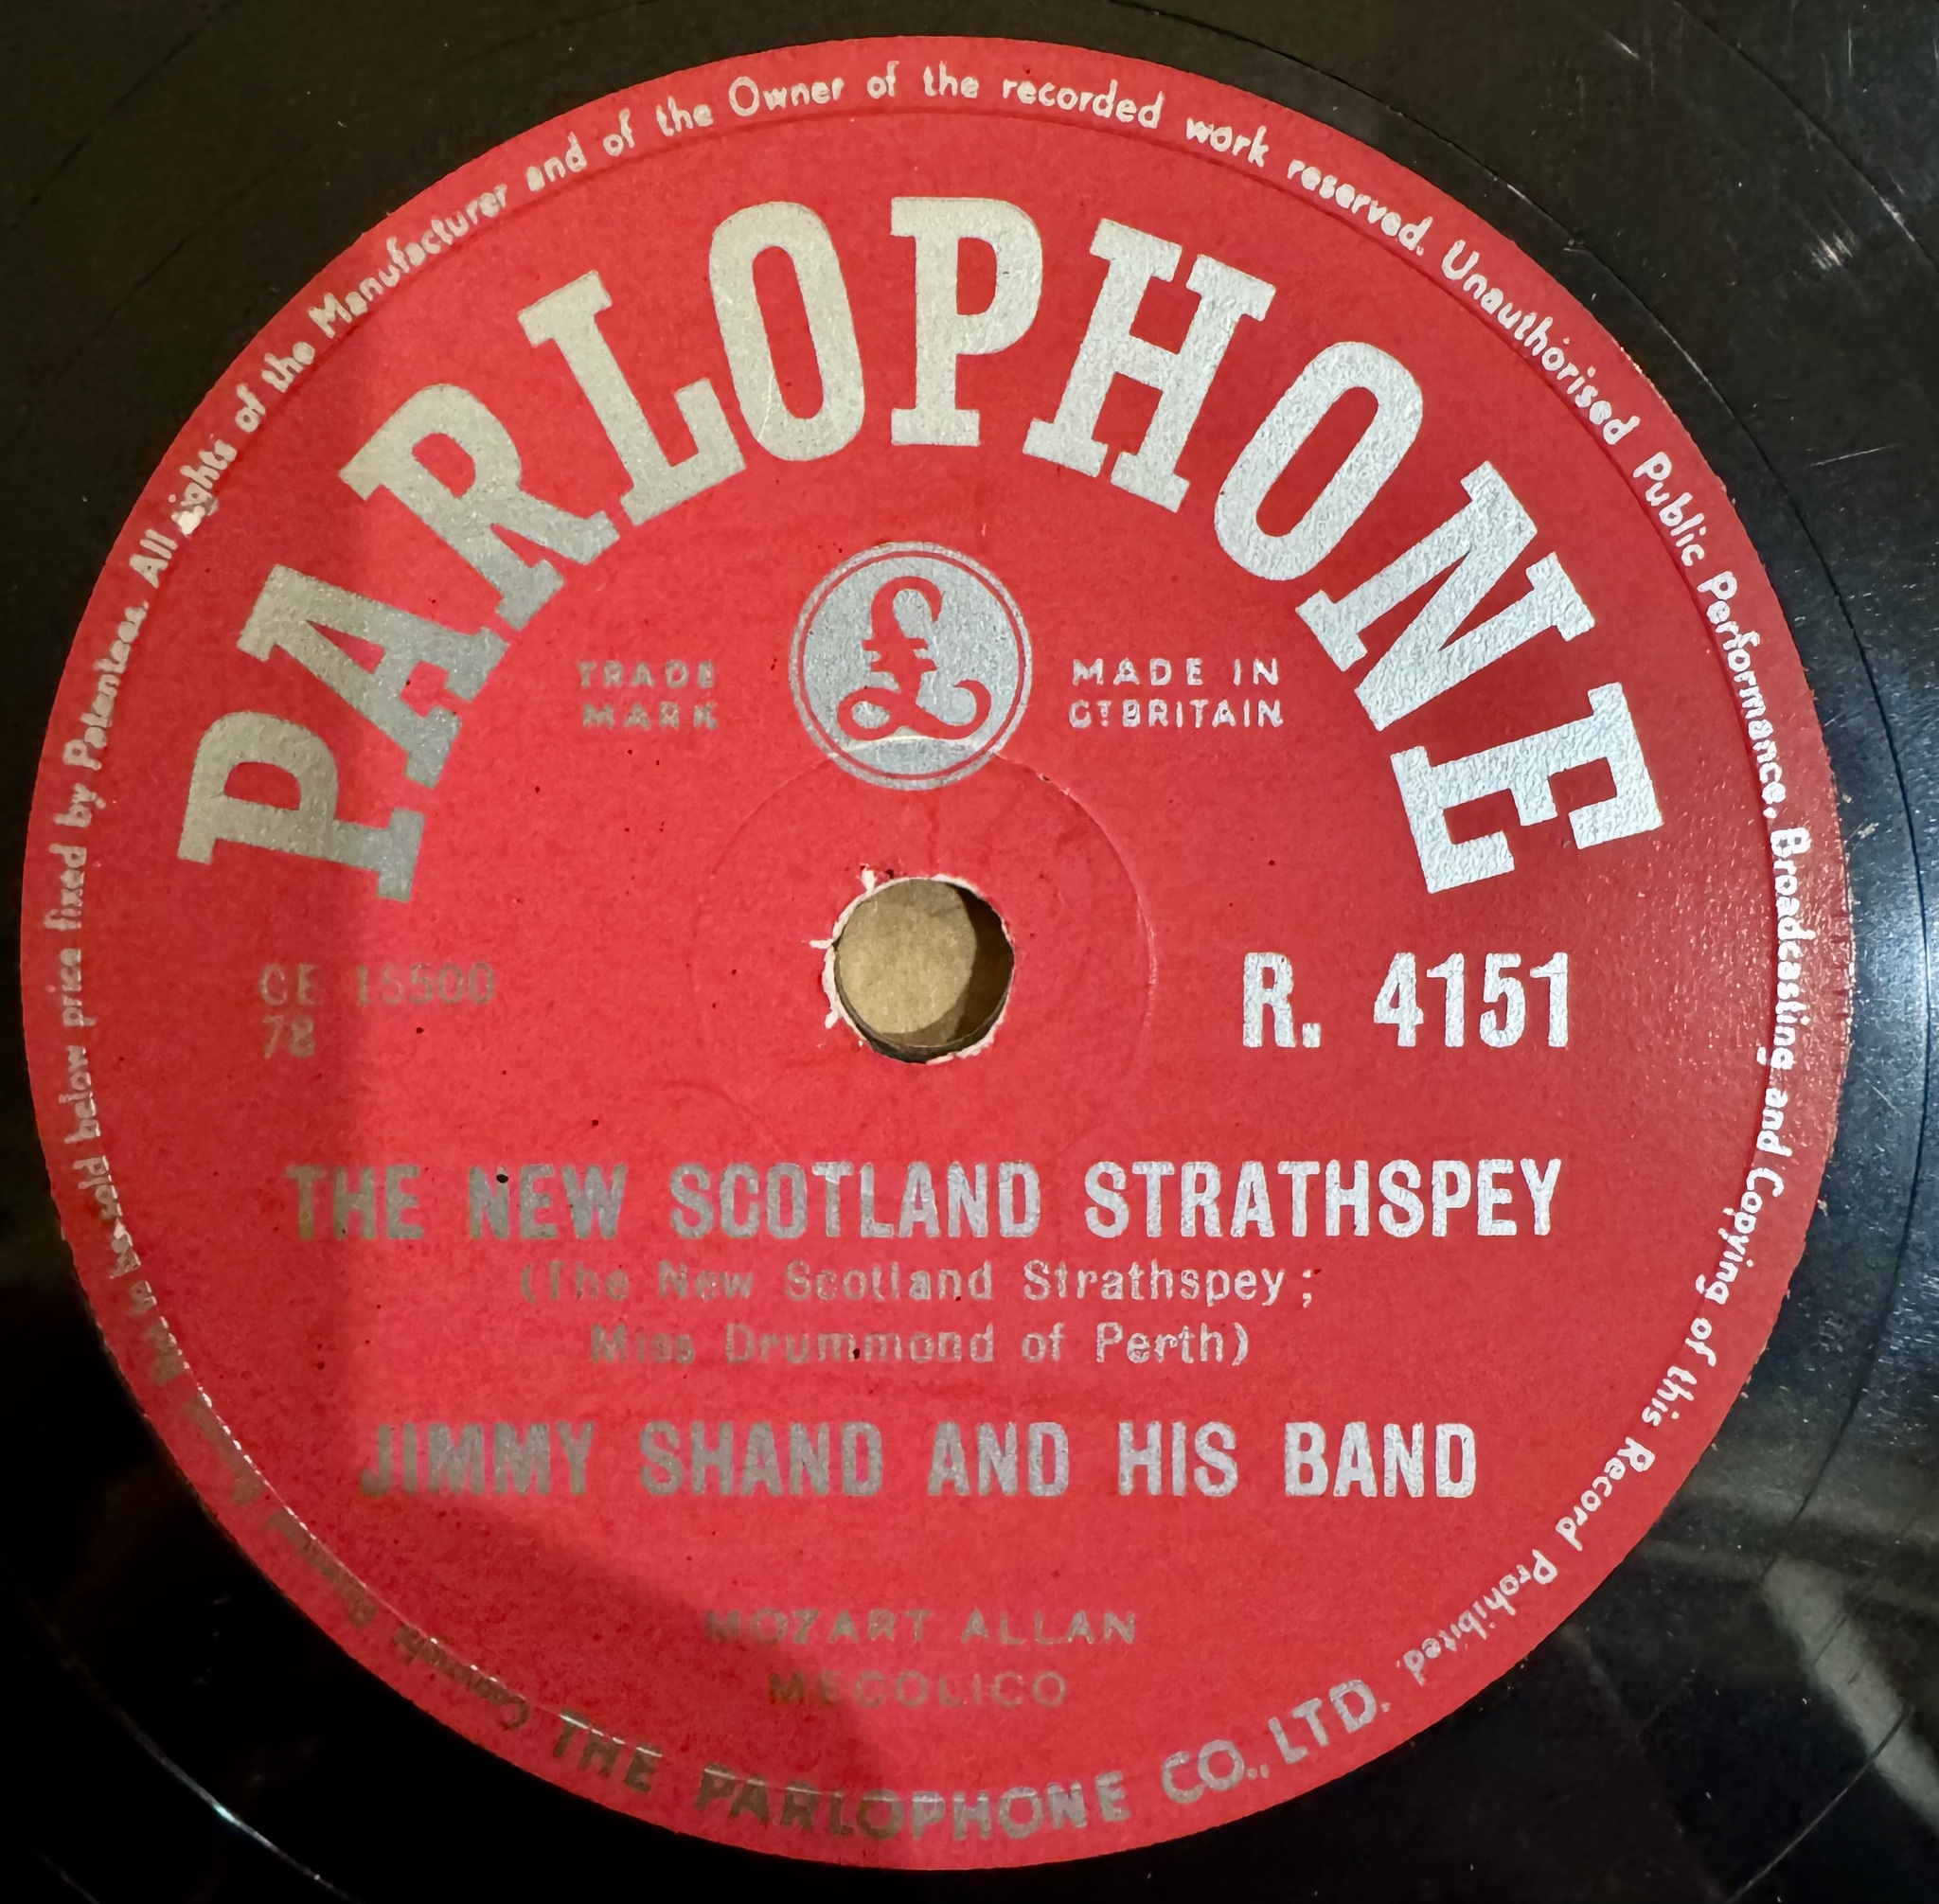 PARLOPHONE
TRADE MARK
£
MADE IN GT BRITAIN
CE 15500
78
R. 4151
THE NEW SCOTLAND STRATHSPEY
(The New Scotland Strathspey;
Miss Drummond of Perth)
JIMMY SHAND AND HIS BAND
MOZART ALLAN
MECOLICO
THE PARLOPHONE CO., LTD.
sold below price fixed by Patentees. All rights of the Manufacturer and of the Owner of the recorded work reserved. Unauthorised Public Performance. Broadcasting and Copying of this Record Prohibited.